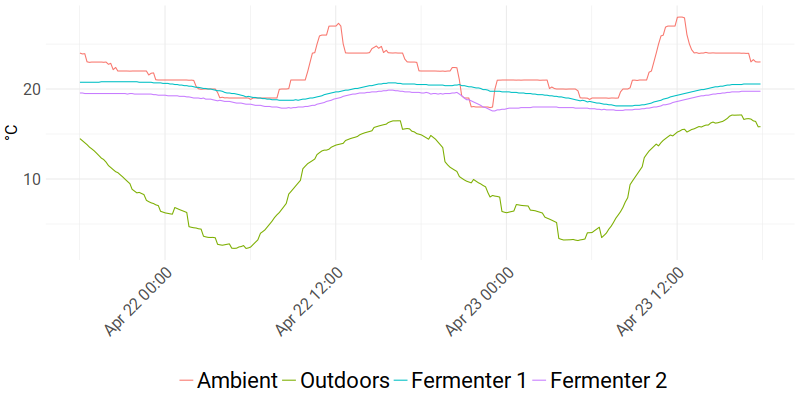 20
°C
10
Apr 22 00:00
Apr 22 12:00
Apr 23 00:00
Apr 23 12:00
Ambient Outdoors Fermenter 1 Fermenter 2